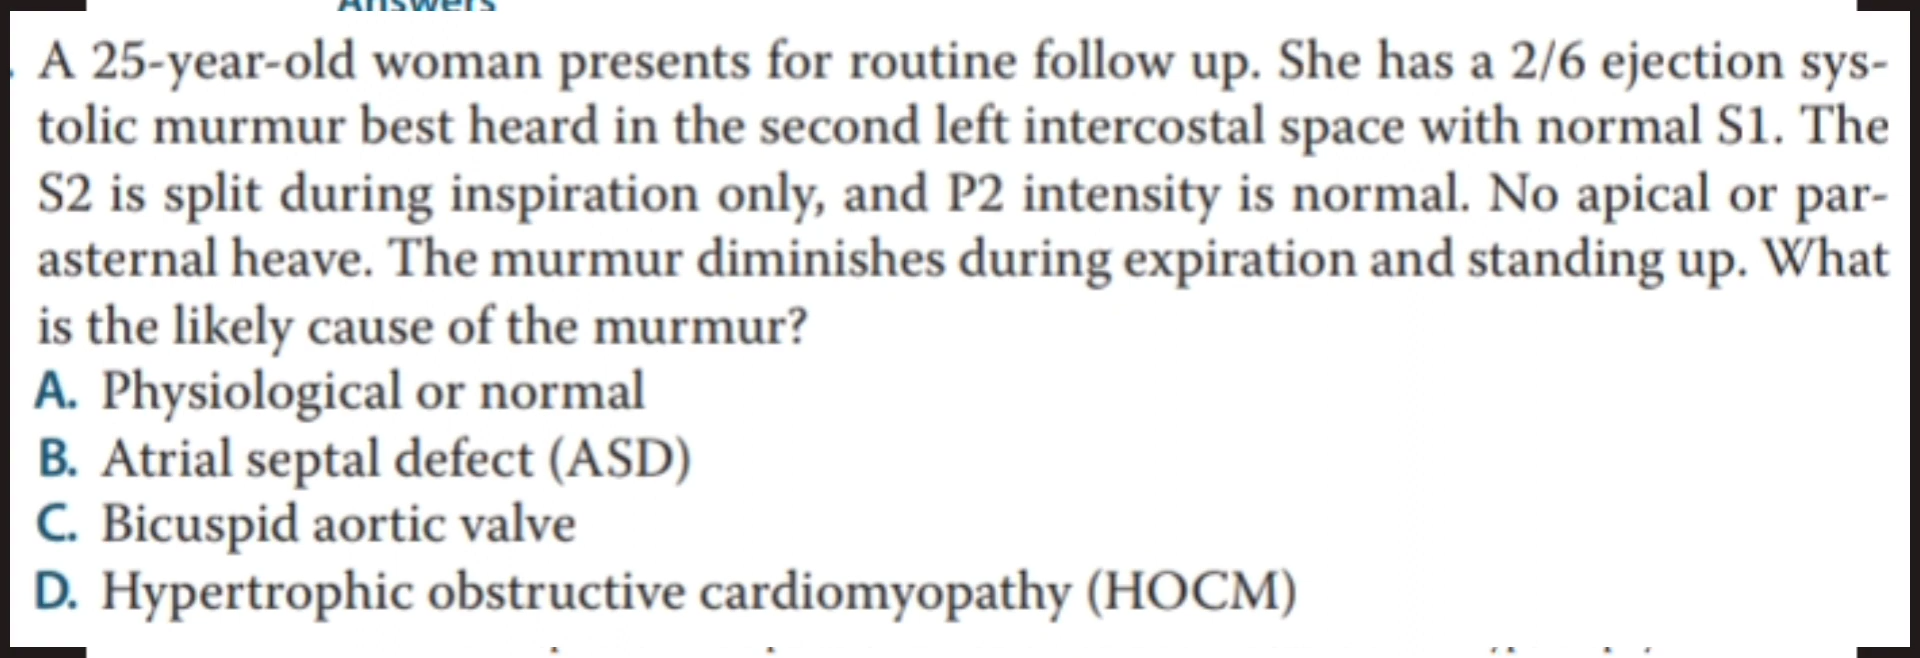 Answers
A 25-year-old woman presents for routine follow up. She has a 2/6 ejection sys-
tolic murmur best heard in the second left intercostal space with normal S1. The
S2 is split during inspiration only, and P2 intensity is normal. No apical or par-
asternal heave. The murmur diminishes during expiration and standing up. What
is the likely cause of the murmur?
A. Physiological or normal
B. Atrial septal defect (ASD)
C. Bicuspid aortic valve
D. Hypertrophic obstructive cardiomyopathy (HOCM)